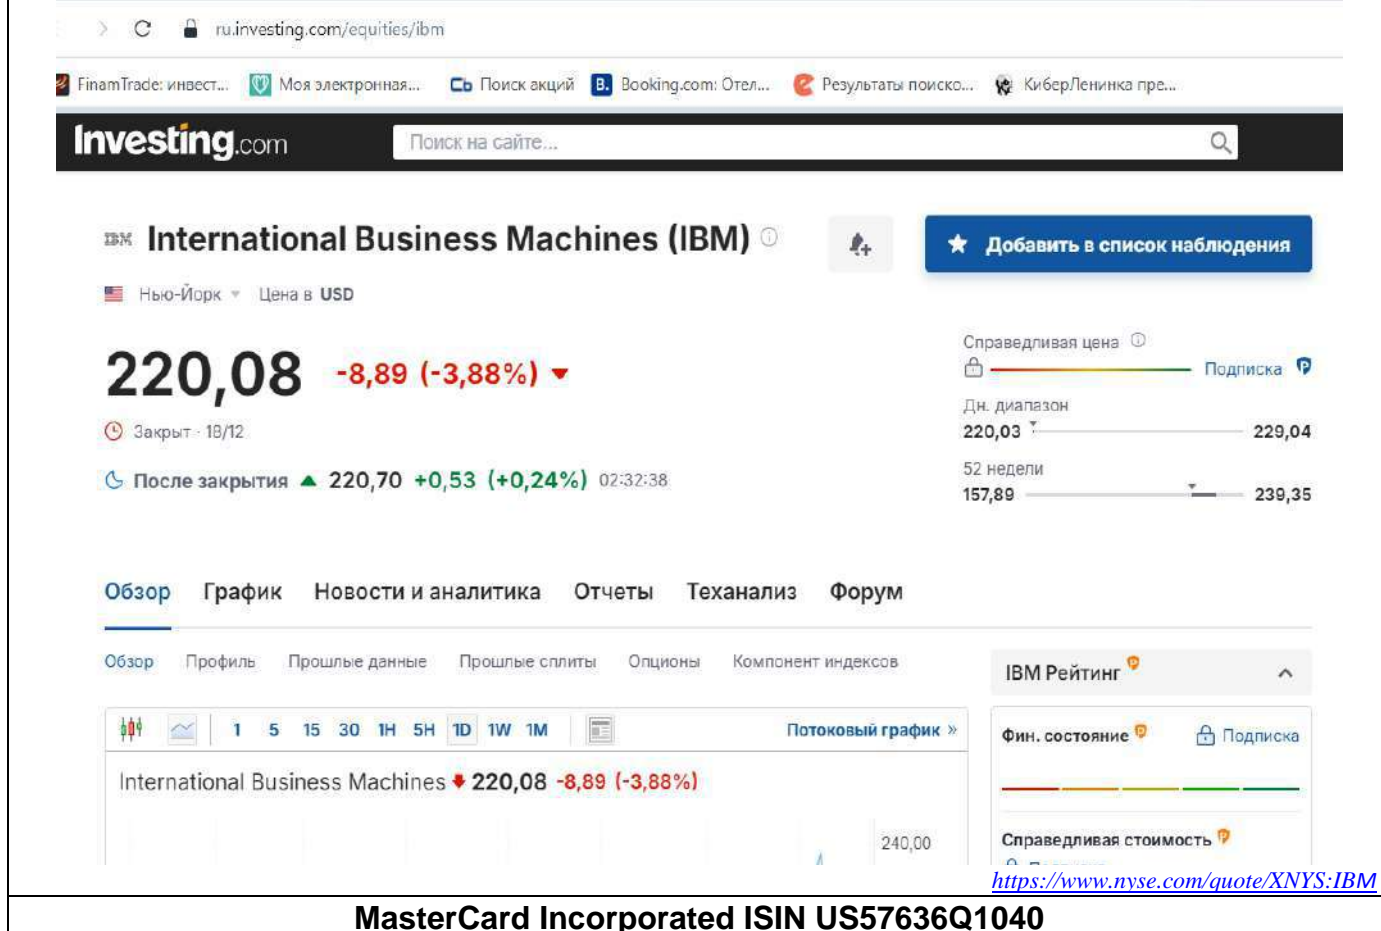 ru.investing.com/equities/ibm
FinamTrade: инвест... Моя электронная... Сь Поиск акций B. Booking.com: Отел... Результаты поиско... КиберЛенинка пре...
Investing.com Поиск на сайте...
IBM International Business Machines (IBM) Добавить в список наблюдения
Нью-Йорк Цена в USD
Справедливая цена
220,08 -8,89 (-3,88%) Подписка
Дн. диапазон
Закрыт · 18/12 220,03 229,04
52 недели
После закрытия 220,70 +0,53 (+0,24%) 02:32:38
157,89 239,35
Обзор График Новости и аналитика Отчеты Теханализ Форум
Обзор Профиль Прошлые данные Прошлые сплиты Опционы Компонент индексов
IBM Рейтинг
1 5 15 30 1H 5H 1D 1W 1M Потоковый график »
Фин. состояние Подписка
International Business Machines 220,08 -8,89 (-3,88%)
240,00 Справедливая стоимость
https://www.nyse.com/quote/XNYS:IBM
MasterCard Incorporated ISIN US57636Q1040